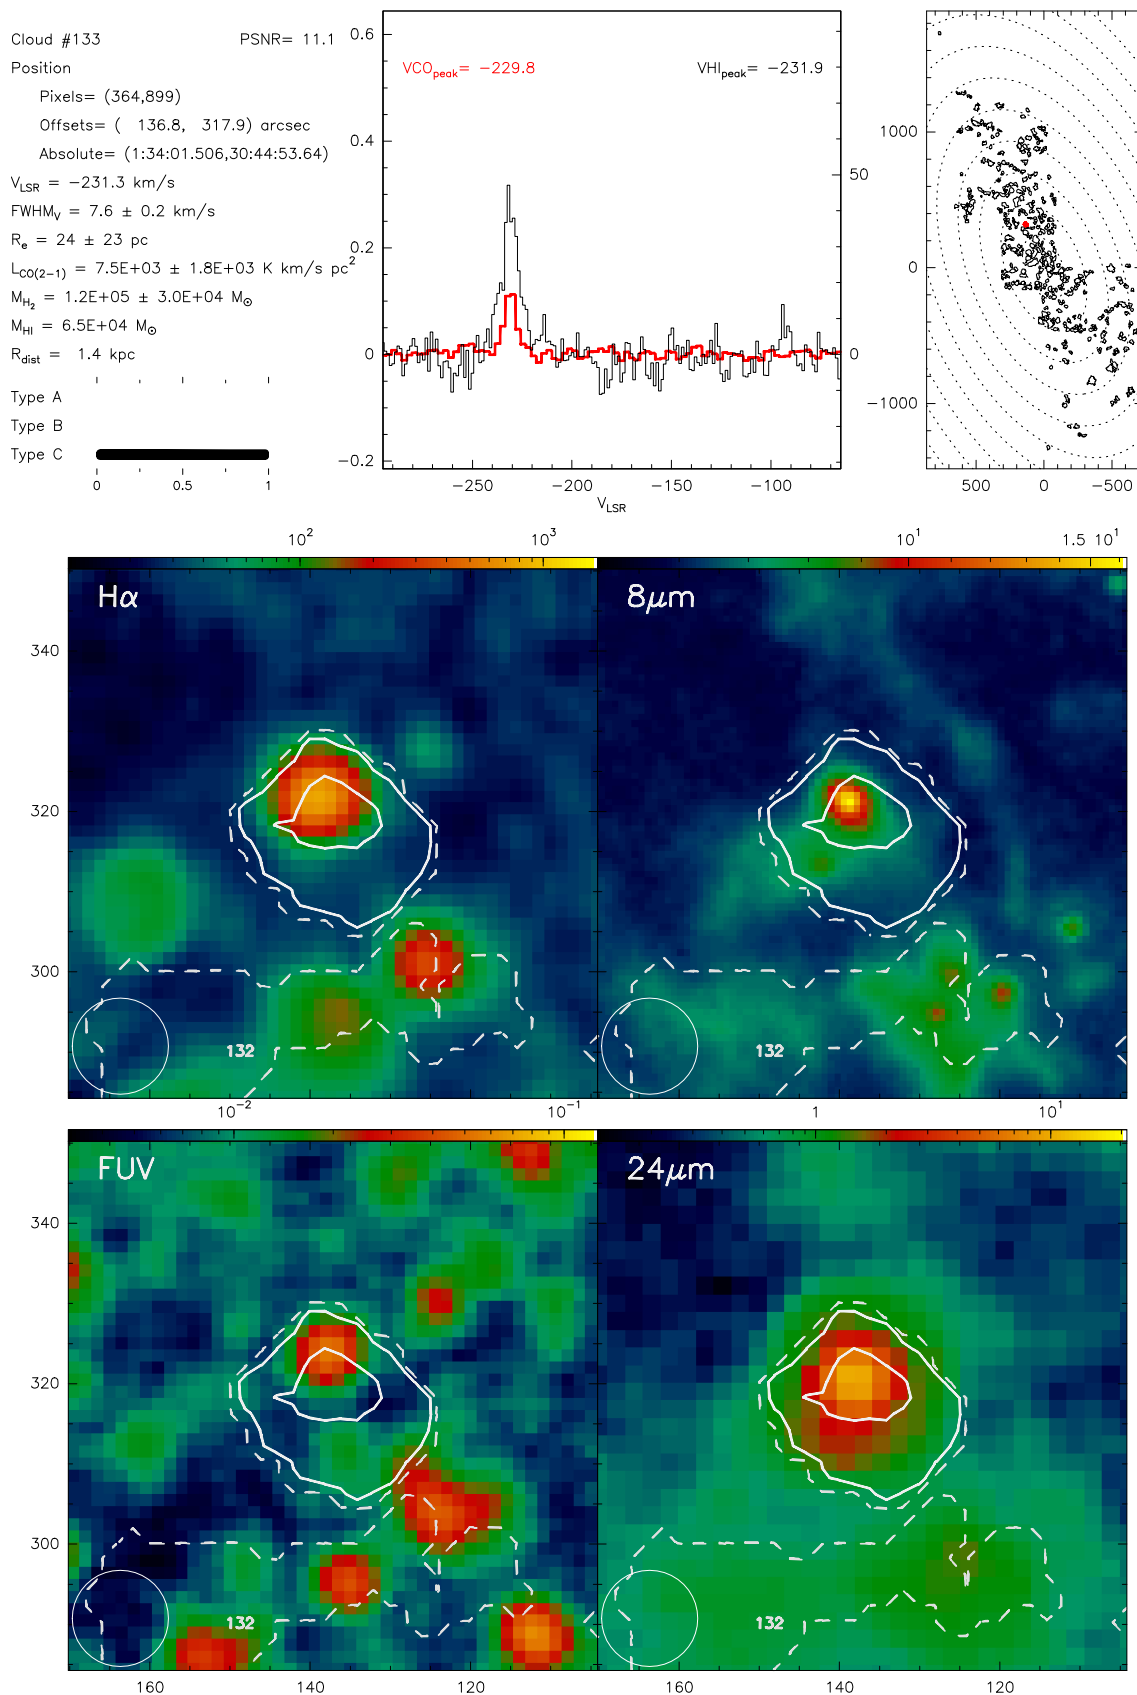 Cloud #133 PSNR= 11.1
Position
Pixels= (364,899)
Offsets= ( 136.8, 317.9) arcsec
Absolute= (1:34:01.506,30:44:53.64)
V_LSR = −231.3 km/s
FWHM_V = 7.6 ± 0.2 km/s
R_e = 24 ± 23 pc
L_CO(2−1) = 7.5E+03 ± 1.8E+03 K km/s pc^2
M_H2 = 1.2E+05 ± 3.0E+04 M⊙
M_HI = 6.5E+04 M⊙
R_dist = 1.4 kpc
Type A
Type B
Type C
0 0.5 1
VCO_peak= −229.8 VHI_peak= −231.9
0.6
0.4
0.2
0
−0.2
50
0
−250 −200 −150 −100
V_LSR
1000
0
−1000
500 0 −500
10^2 10^3
10^1 1.5 10^1
Hα
8μm
340
320
300
132
132
10^−2 10^−1
1 10^1
FUV
24μm
340
320
300
132
132
160 140 120
160 140 120